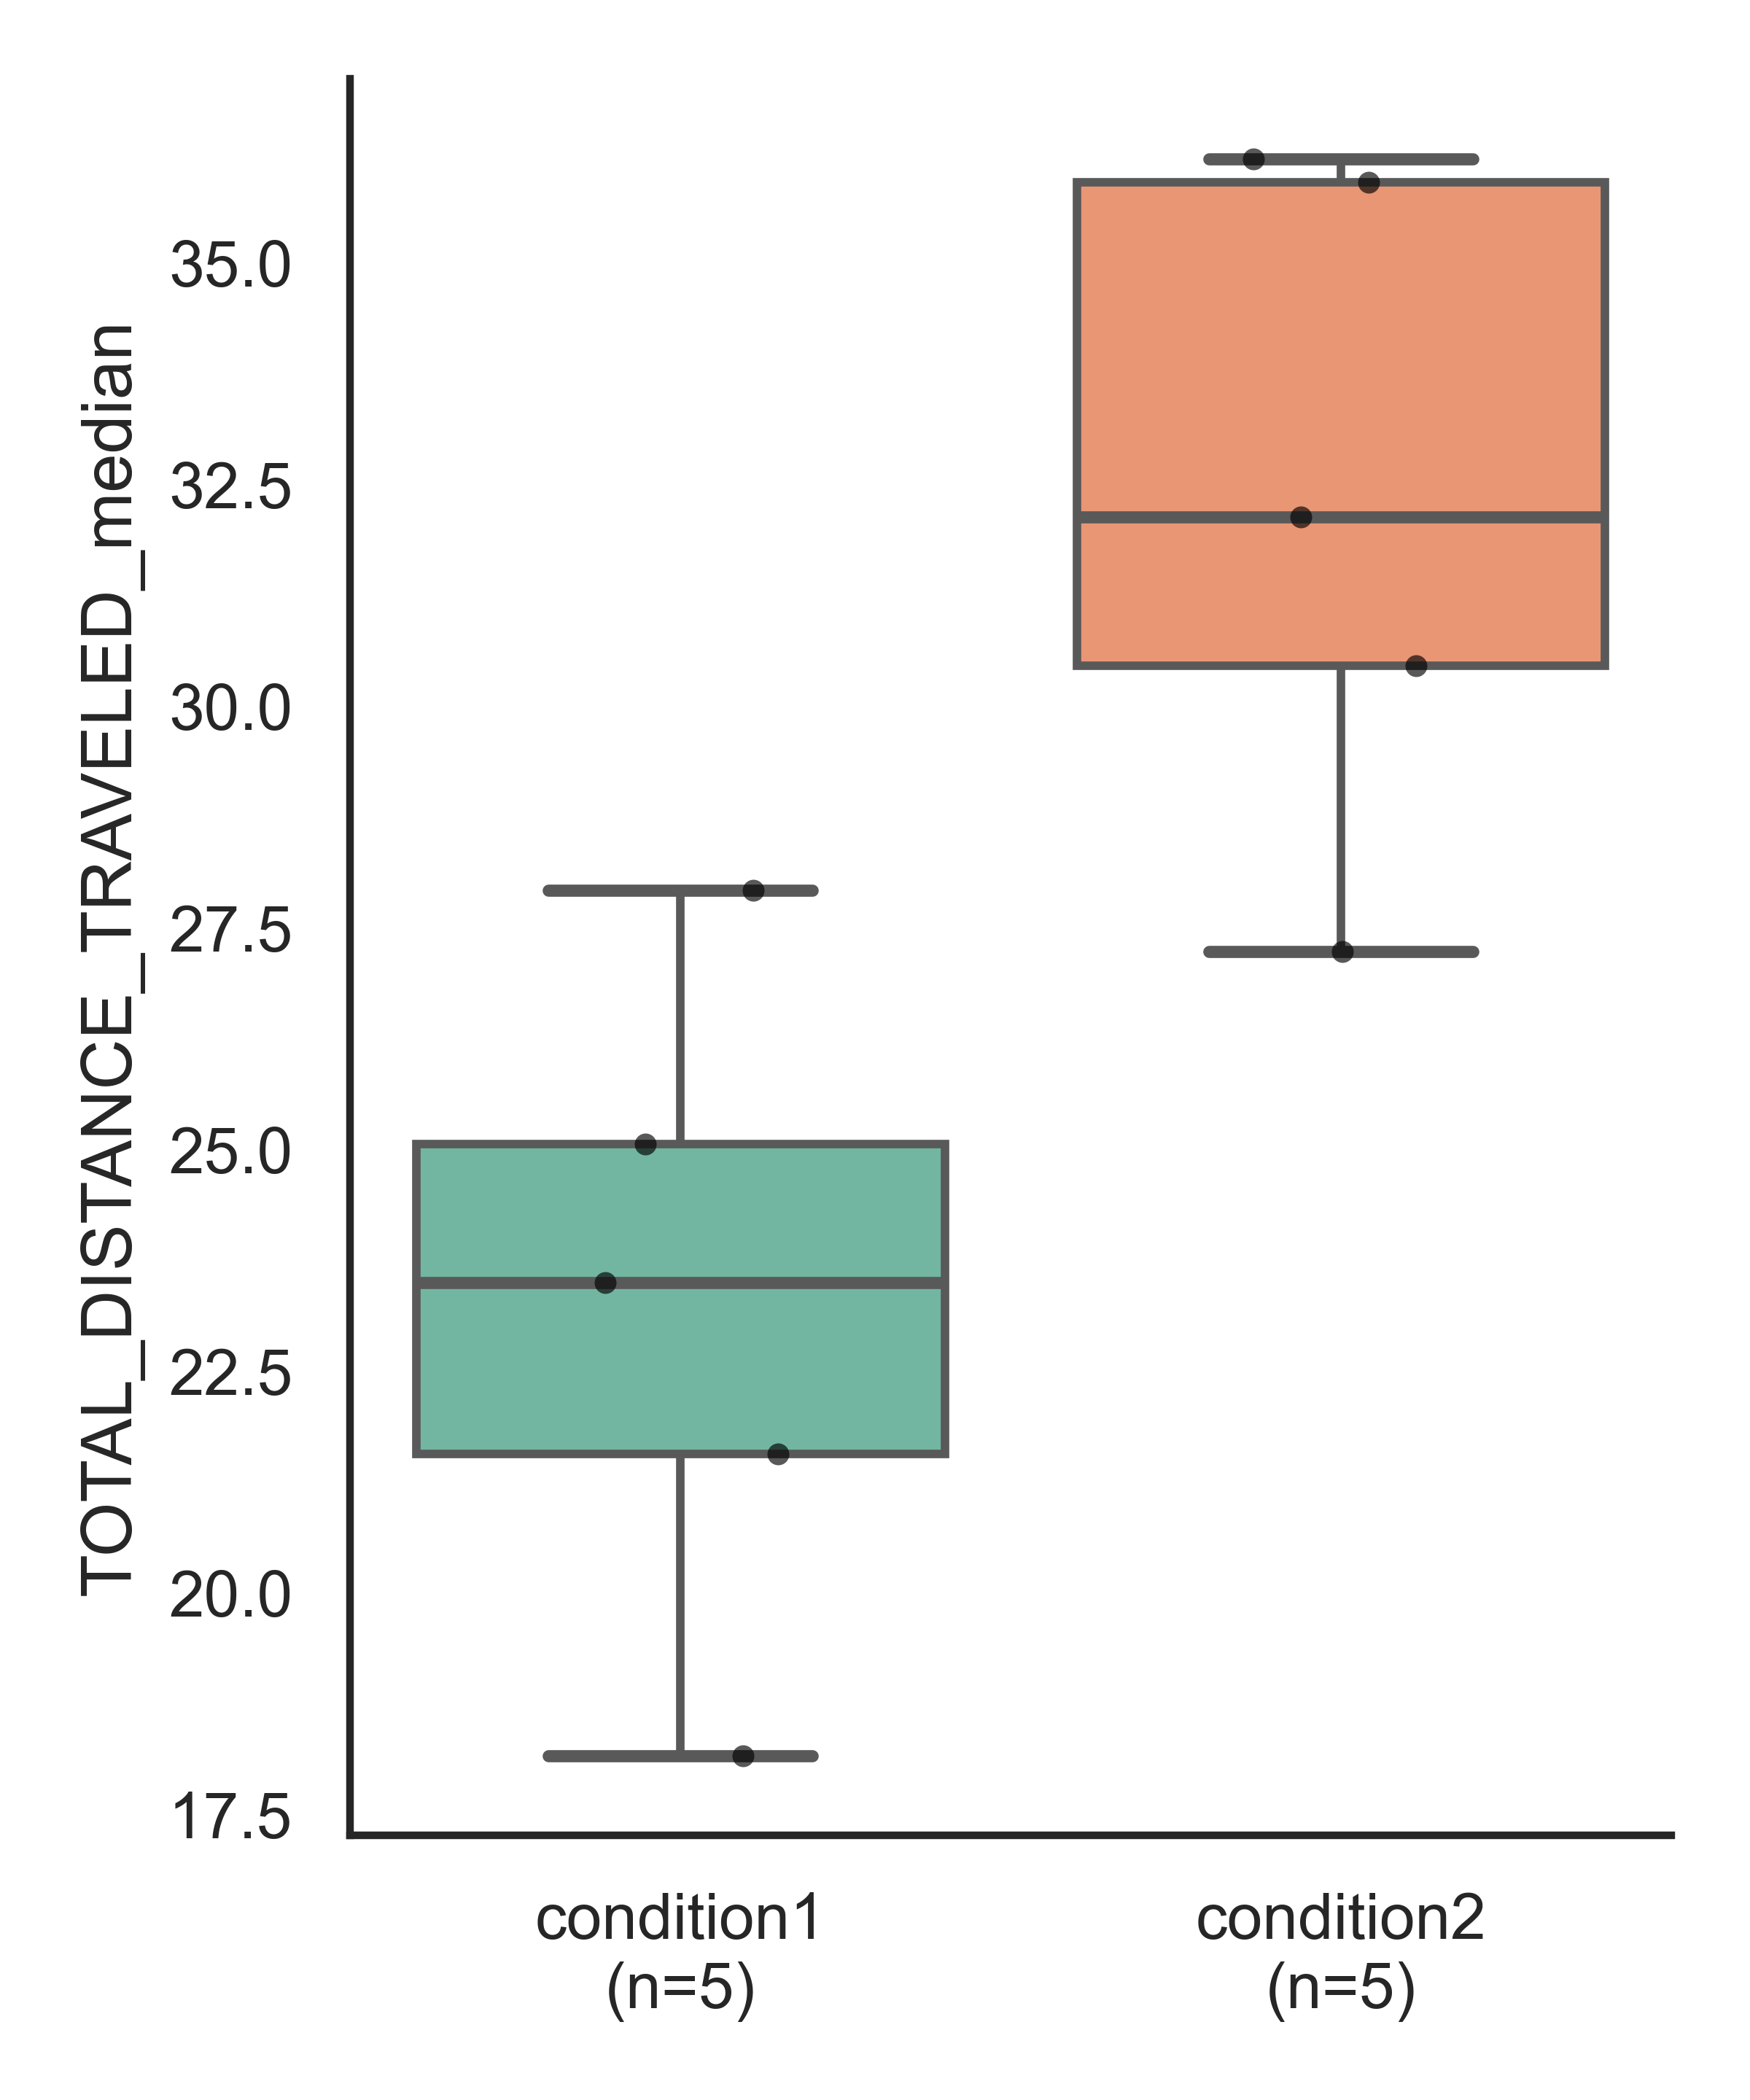 TOTAL_DISTANCE_TRAVELED_median
35.0
32.5
30.0
27.5
25.0
22.5
20.0
17.5
condition1
(n=5)
condition2
(n=5)